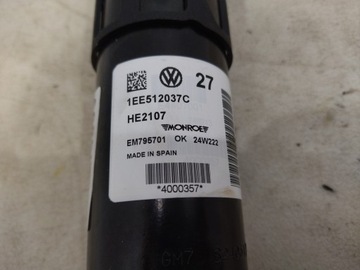 27
1EE512037C
HE2107
MONROE
EM795701 OK 24W222
MADE IN SPAIN
*4000357*